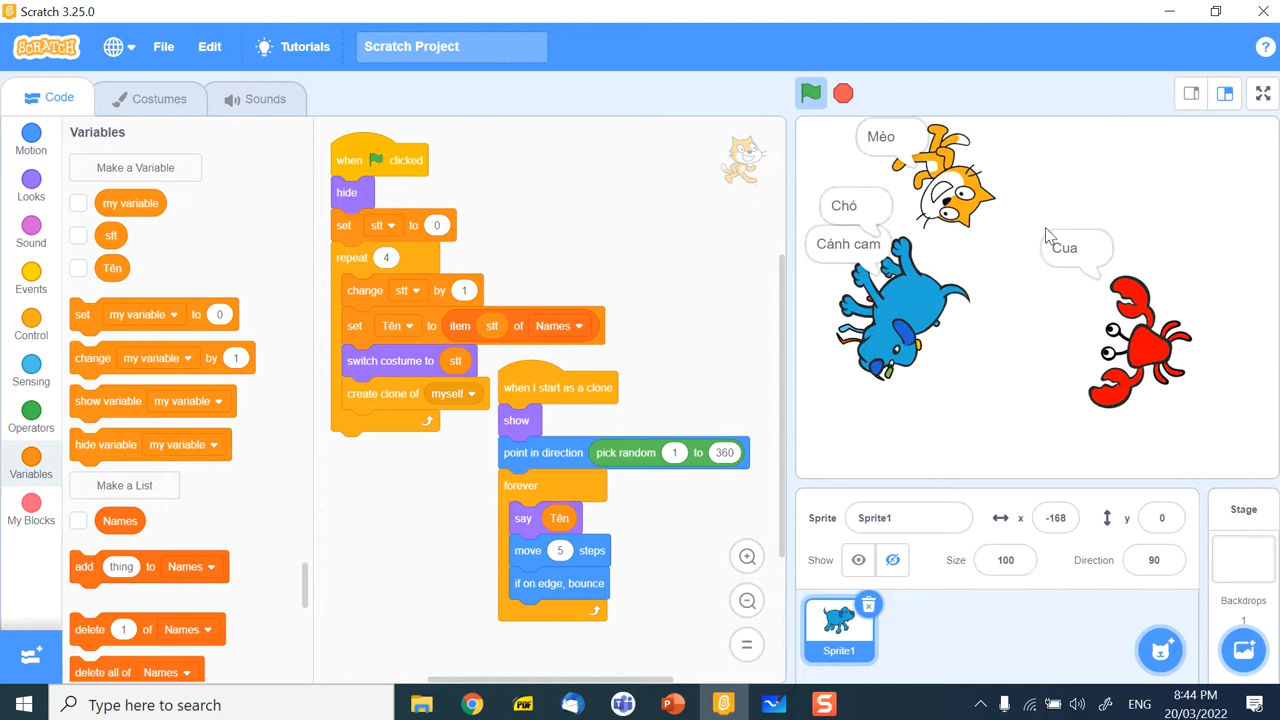 Scratch 3.25.0
SCRATCH
File
Edit
Tutorials
Scratch Project
?
Code
Costumes
Sounds
Motion
Looks
Sound
Events
Control
Sensing
Operators
Variables
My Blocks
Variables
Make a Variable
my variable
stt
Tên
set my variable to 0
change my variable by 1
show variable my variable
hide variable my variable
Make a List
Names
add thing to Names
delete 1 of Names
delete all of Names
when clicked
hide
set stt to 0
repeat 4
change stt by 1
set Tên to item stt of Names
switch costume to stt
create clone of myself
when I start as a clone
show
point in direction pick random 1 to 360
forever
say Tên
move 5 steps
if on edge, bounce
Mèo
Chó
Cánh cam
Cua
Sprite Sprite1 x -168 y 0
Show Size 100 Direction 90
Sprite1
Stage
Backdrops
1
Type here to search
PDF
S
ENG
8:44 PM
20/03/2022